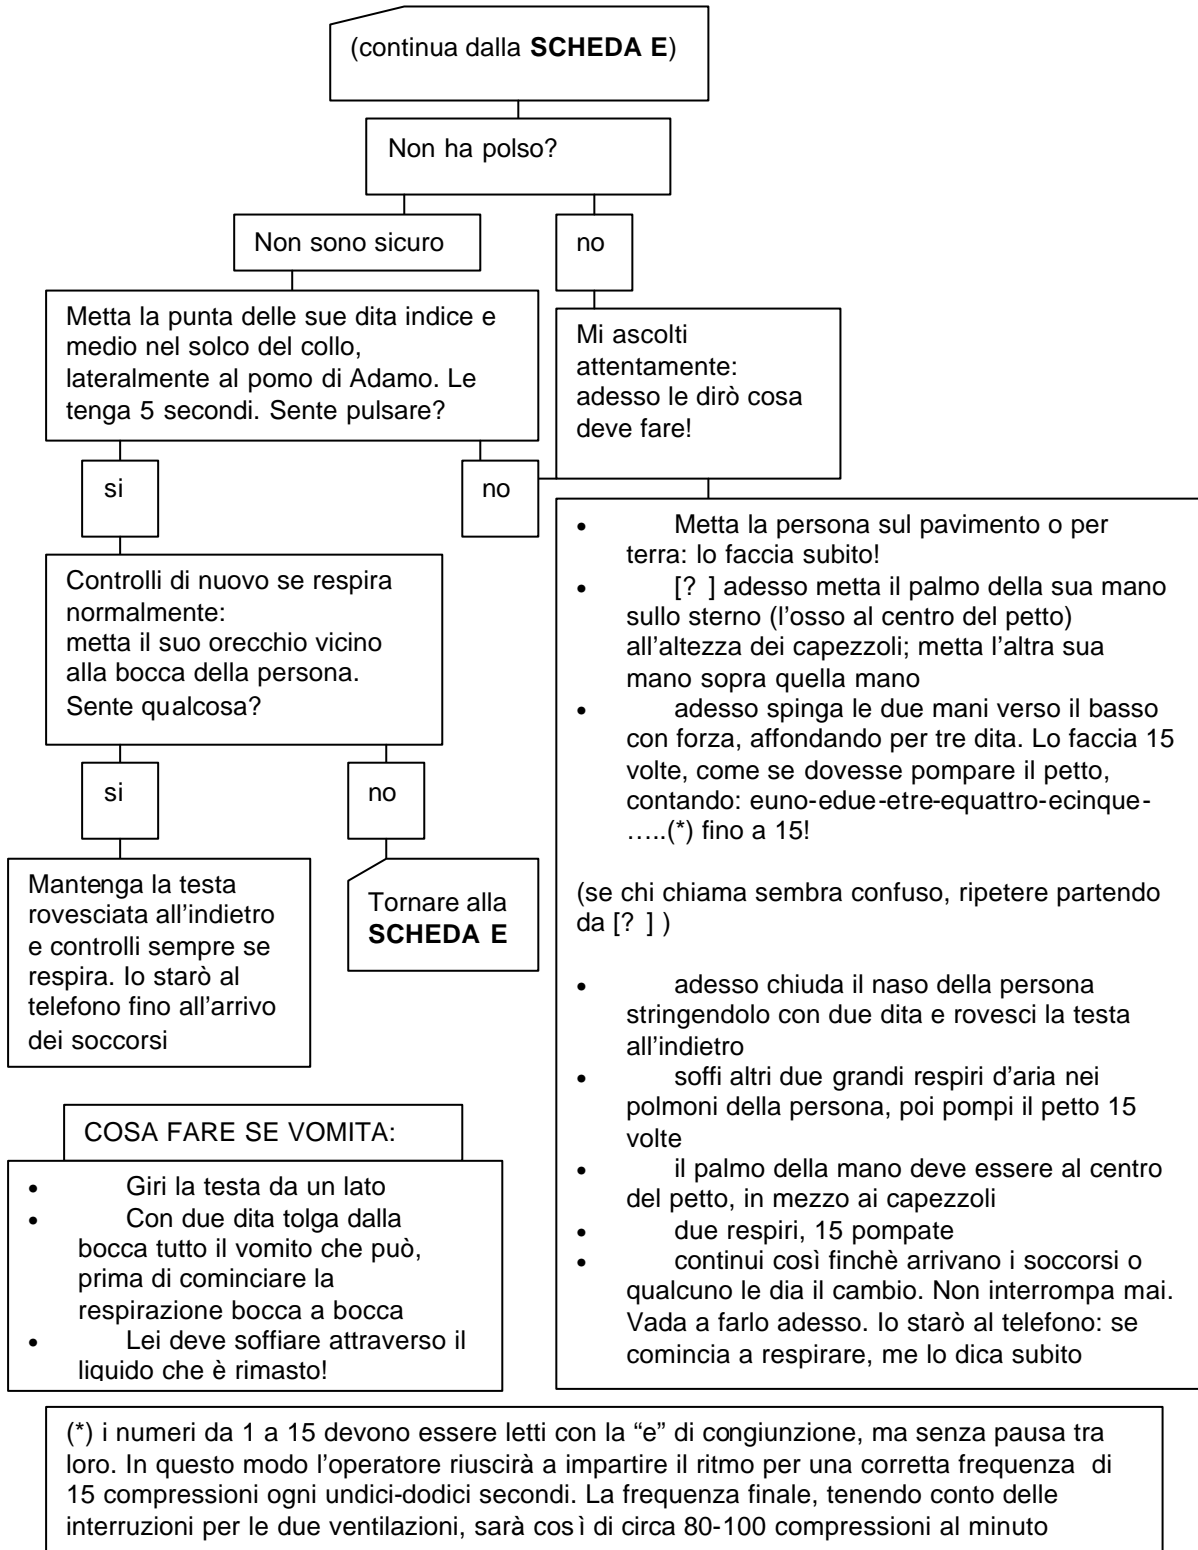 (continua dalla SCHEDA E)
Non ha polso?
Non sono sicuro
no
Metta la punta delle sue dita indice e
medio nel solco del collo,
lateralmente al pomo di Adamo. Le
tenga 5 secondi. Sente pulsare?
Mi ascolti
attentamente:
adesso le dirò cosa
deve fare!
si
no
Controlli di nuovo se respira
normalmente:
metta il suo orecchio vicino
alla bocca della persona.
Sente qualcosa?
si
no
Mantenga la testa
rovesciata all'indietro
e controlli sempre se
respira. Io starò al
telefono fino all'arrivo
dei soccorsi
Tornare alla
SCHEDA E
• Metta la persona sul pavimento o per
terra: lo faccia subito!
• [? ] adesso metta il palmo della sua mano
sullo sterno (l'osso al centro del petto)
all'altezza dei capezzoli; metta l'altra sua
mano sopra quella mano
• adesso spinga le due mani verso il basso
con forza, affondando per tre dita. Lo faccia 15
volte, come se dovesse pompare il petto,
contando: euno-edue-etre-equattro-ecinque-
…..(*) fino a 15!
(se chi chiama sembra confuso, ripetere partendo
da [? ] )
• adesso chiuda il naso della persona
stringendolo con due dita e rovesci la testa
all'indietro
• soffi altri due grandi respiri d'aria nei
polmoni della persona, poi pompi il petto 15
volte
• il palmo della mano deve essere al centro
del petto, in mezzo ai capezzoli
• due respiri, 15 pompate
• continui così finchè arrivano i soccorsi o
qualcuno le dia il cambio. Non interrompa mai.
Vada a farlo adesso. Io starò al telefono: se
comincia a respirare, me lo dica subito
COSA FARE SE VOMITA:
• Giri la testa da un lato
• Con due dita tolga dalla
bocca tutto il vomito che può,
prima di cominciare la
respirazione bocca a bocca
• Lei deve soffiare attraverso il
liquido che è rimasto!
(*) i numeri da 1 a 15 devono essere letti con la “e” di congiunzione, ma senza pausa tra
loro. In questo modo l'operatore riuscirà a impartire il ritmo per una corretta frequenza di
15 compressioni ogni undici-dodici secondi. La frequenza finale, tenendo conto delle
interruzioni per le due ventilazioni, sarà così di circa 80-100 compressioni al minuto